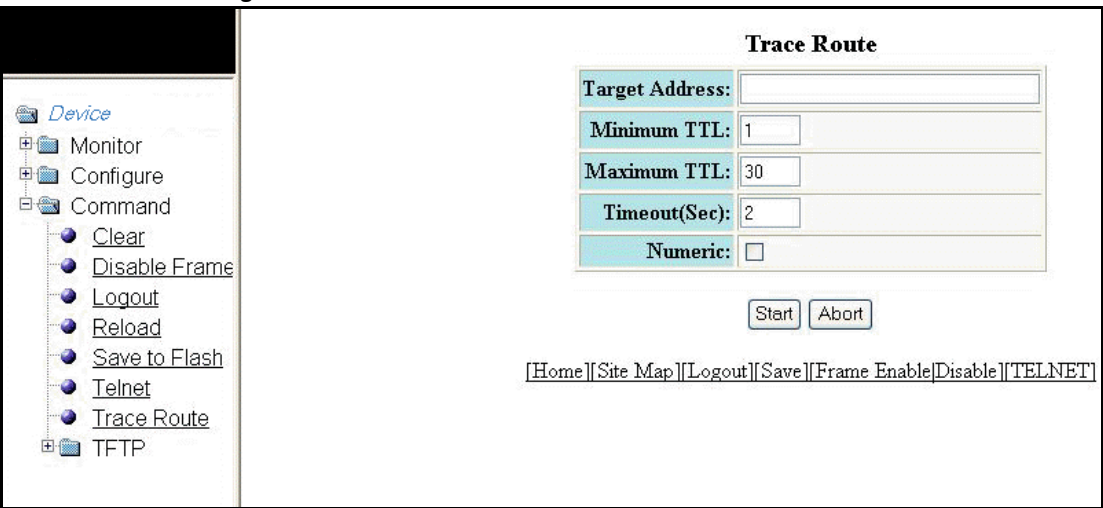 Device
Monitor
Configure
Command
Clear
Disable Frame
Logout
Reload
Save to Flash
Telnet
Trace Route
TFTP
Trace Route
Target Address:
Minimum TTL: 1
Maximum TTL: 30
Timeout(Sec): 2
Numeric:
Start Abort
[Home][Site Map][Logout][Save][Frame Enable|Disable][TELNET]